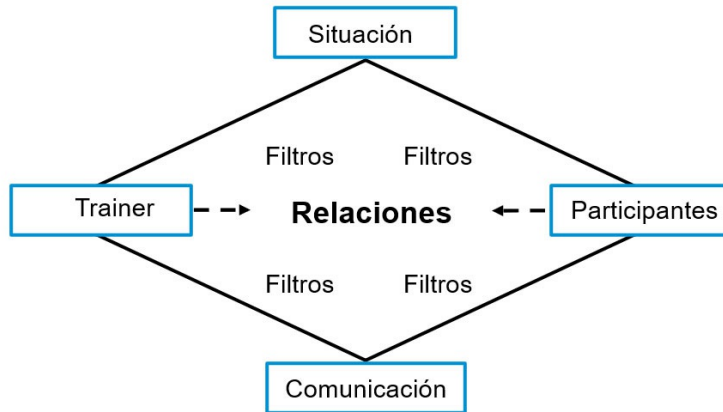 Situación
Filtros Filtros
Trainer Relaciones Participantes
Filtros Filtros
Comunicación